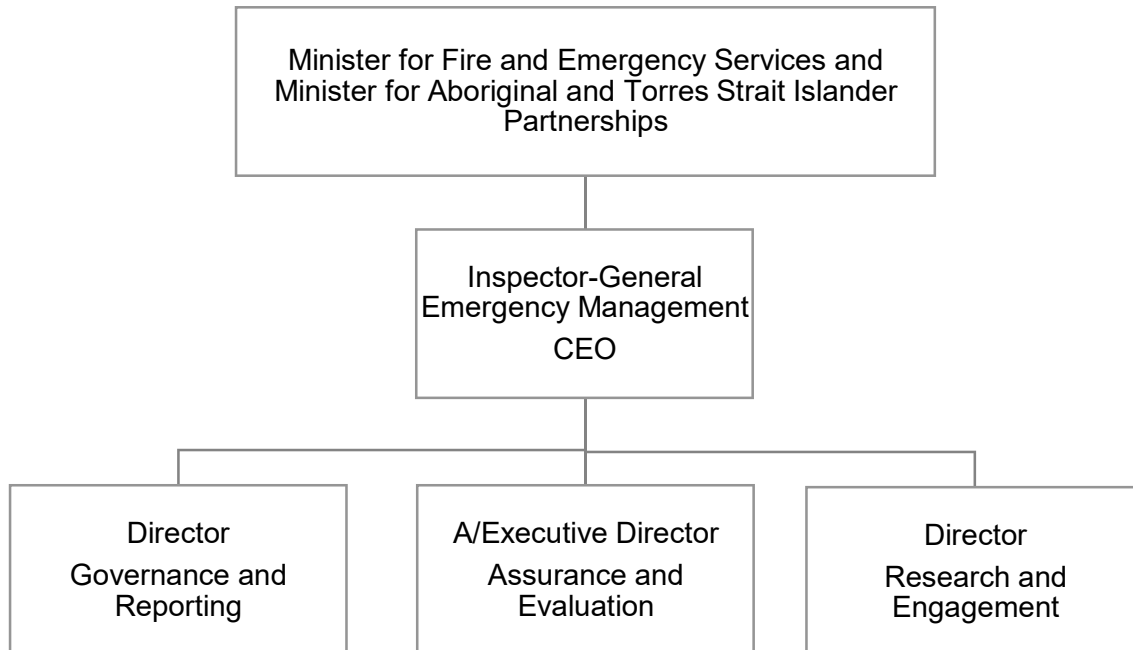 Minister for Fire and Emergency Services and
Minister for Aboriginal and Torres Strait Islander
Partnerships
Inspector-General
Emergency Management
CEO
Director
Governance and
Reporting
A/Executive Director
Assurance and
Evaluation
Director
Research and
Engagement